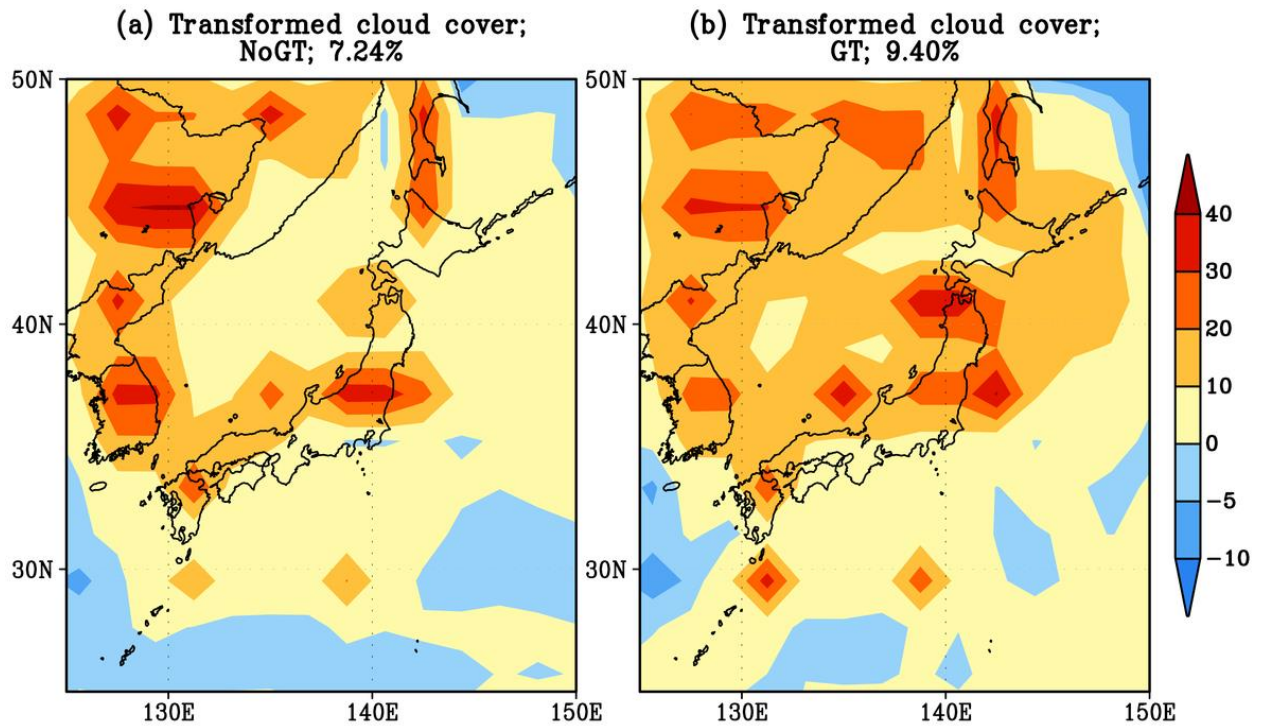 (a) Transformed cloud cover;
NoGT; 7.24%
(b) Transformed cloud cover;
GT; 9.40%
50N
40N
30N
130E
140E
150E
50N
40N
30N
130E
140E
150E
40
30
20
10
0
−5
−10